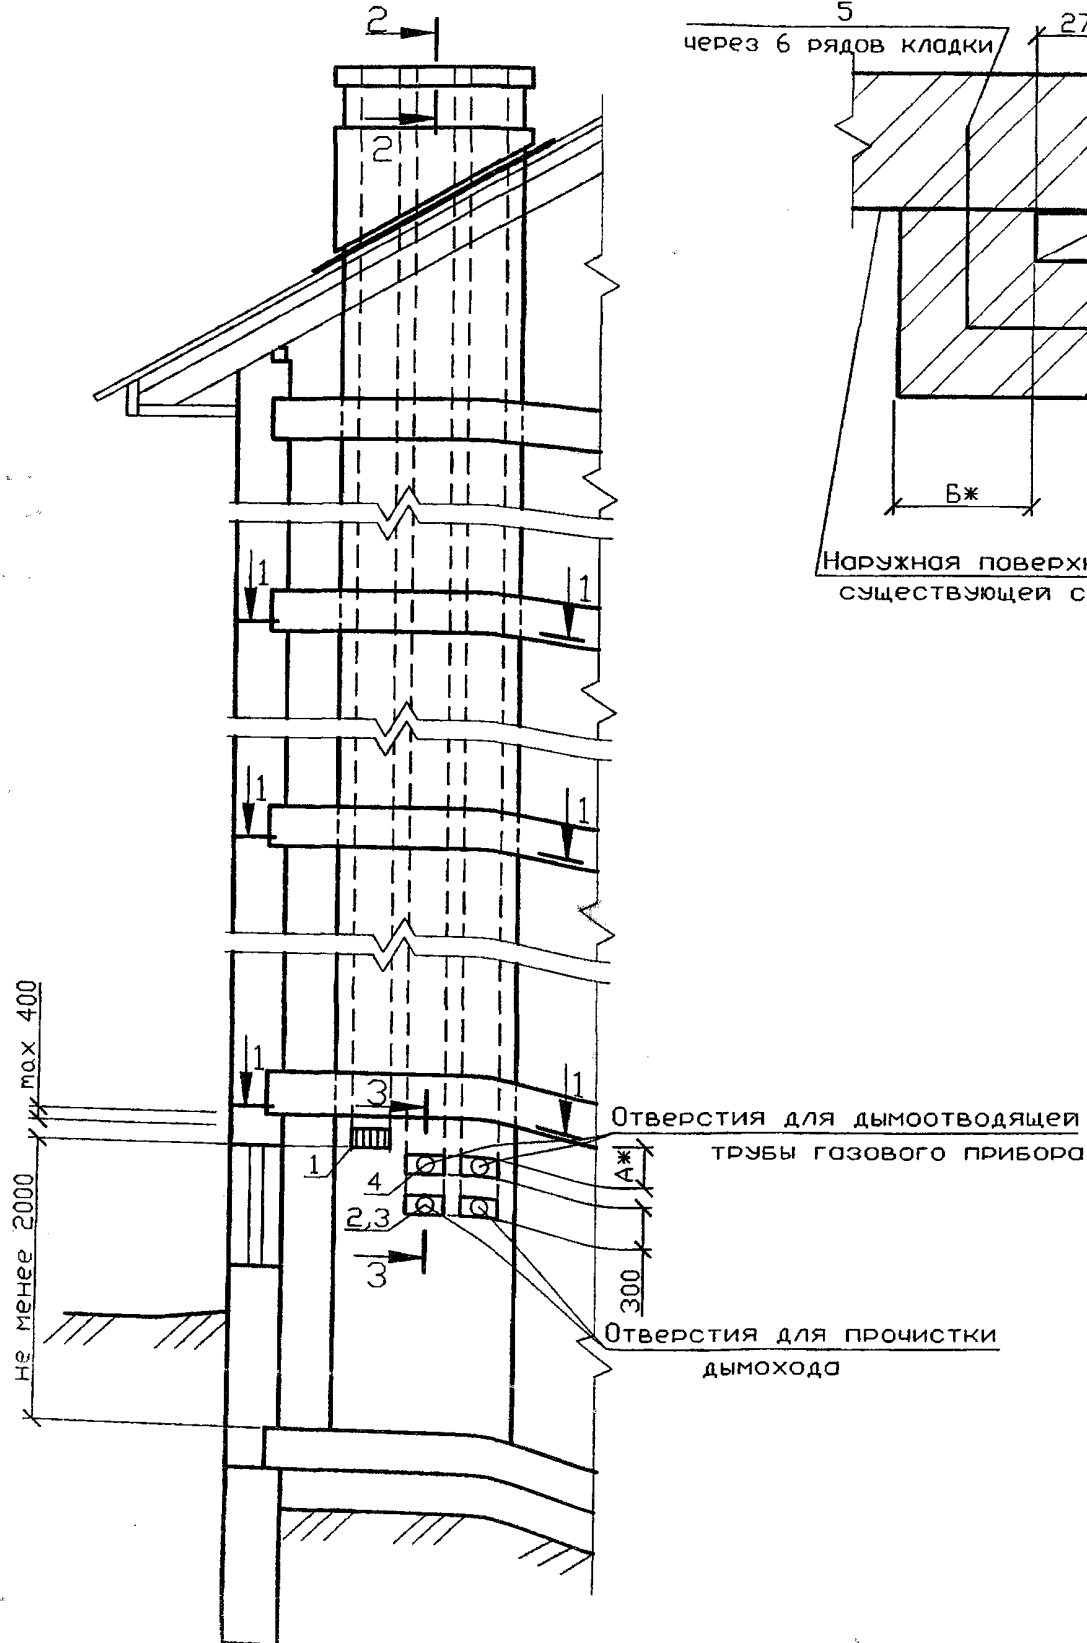 2
2
5
через 6 рядов кладки
27
Б*
Наружная поверхн
существующей с
1
1
1
1
1
1
max 400
не менее 2000
3
3
1
4
2,3
Отверстия для дымоотводящей
трубы газового прибора
А*
300
Отверстия для прочистки
дымохода